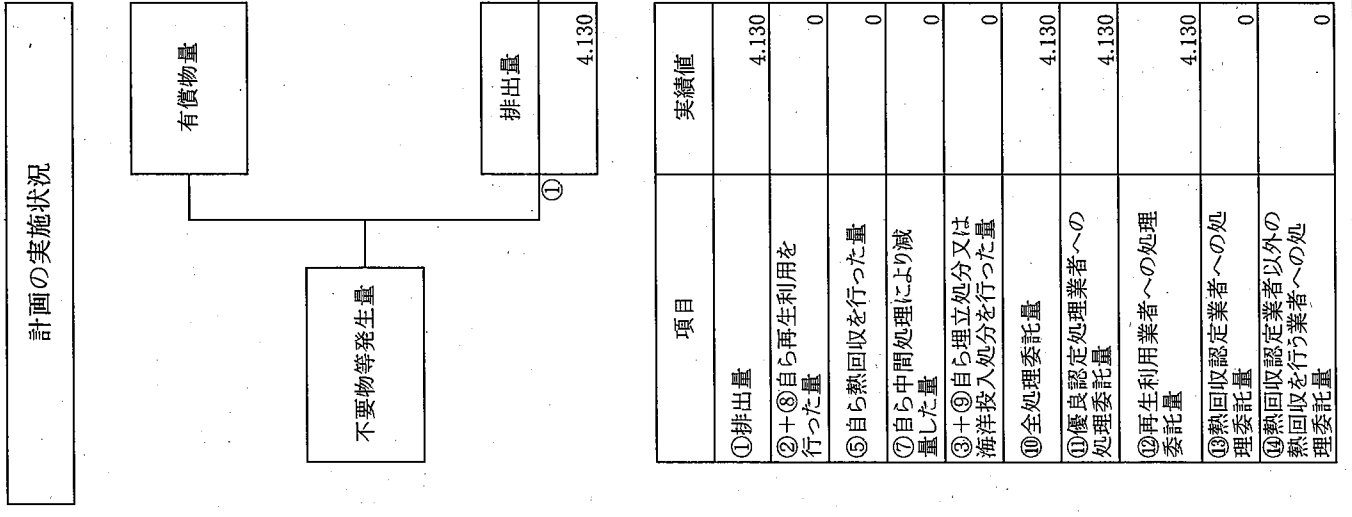 計画の実施状況
有償物量
不要物等発生量
①
排出量
4.130
項目
実績値
①排出量
4.130
②＋⑧自ら再生利用を
行った量
0
⑤自ら熱回収を行った量
0
⑦自ら中間処理により減
量した量
0
③＋⑨自ら埋立処分又は
海洋投入処分を行った量
0
⑩全処理委託量
4.130
⑪優良認定処理業者への
処理委託量
4.130
⑫再生利用業者への処理
委託量
4.130
⑬熱回収認定業者への処
理委託量
0
⑭熱回収認定業者以外の
熱回収を行う業者への処
理委託量
0